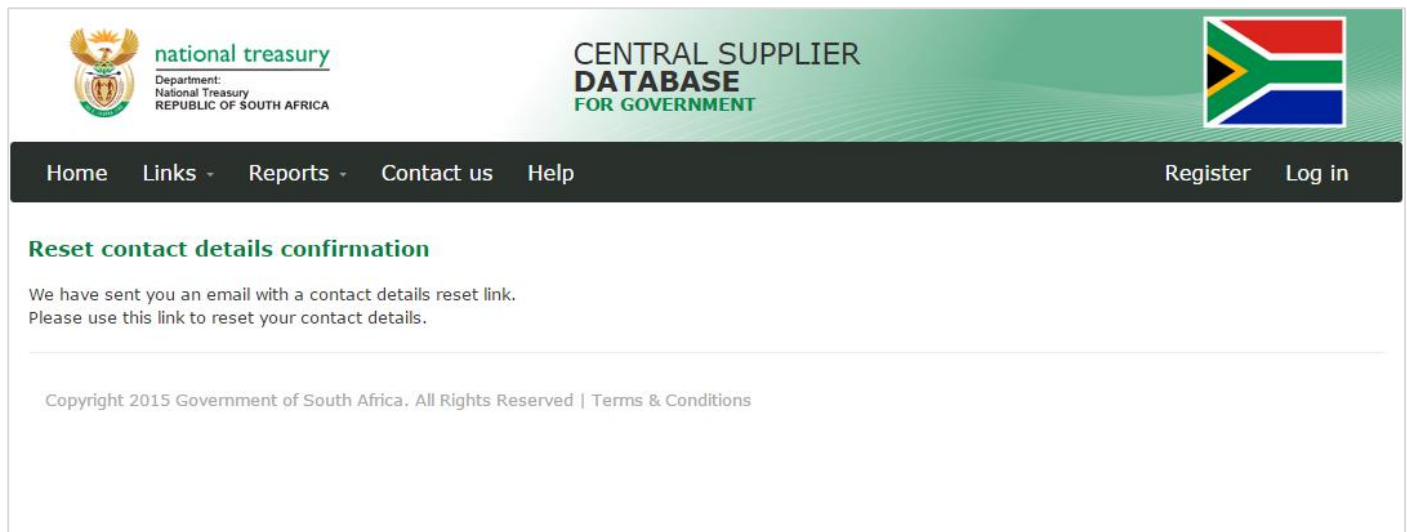 national treasury
Department:
National Treasury
REPUBLIC OF SOUTH AFRICA
CENTRAL SUPPLIER
DATABASE
FOR GOVERNMENT
Home Links Reports Contact us Help Register Log in
Reset contact details confirmation
We have sent you an email with a contact details reset link.
Please use this link to reset your contact details.
Copyright 2015 Government of South Africa. All Rights Reserved | Terms & Conditions